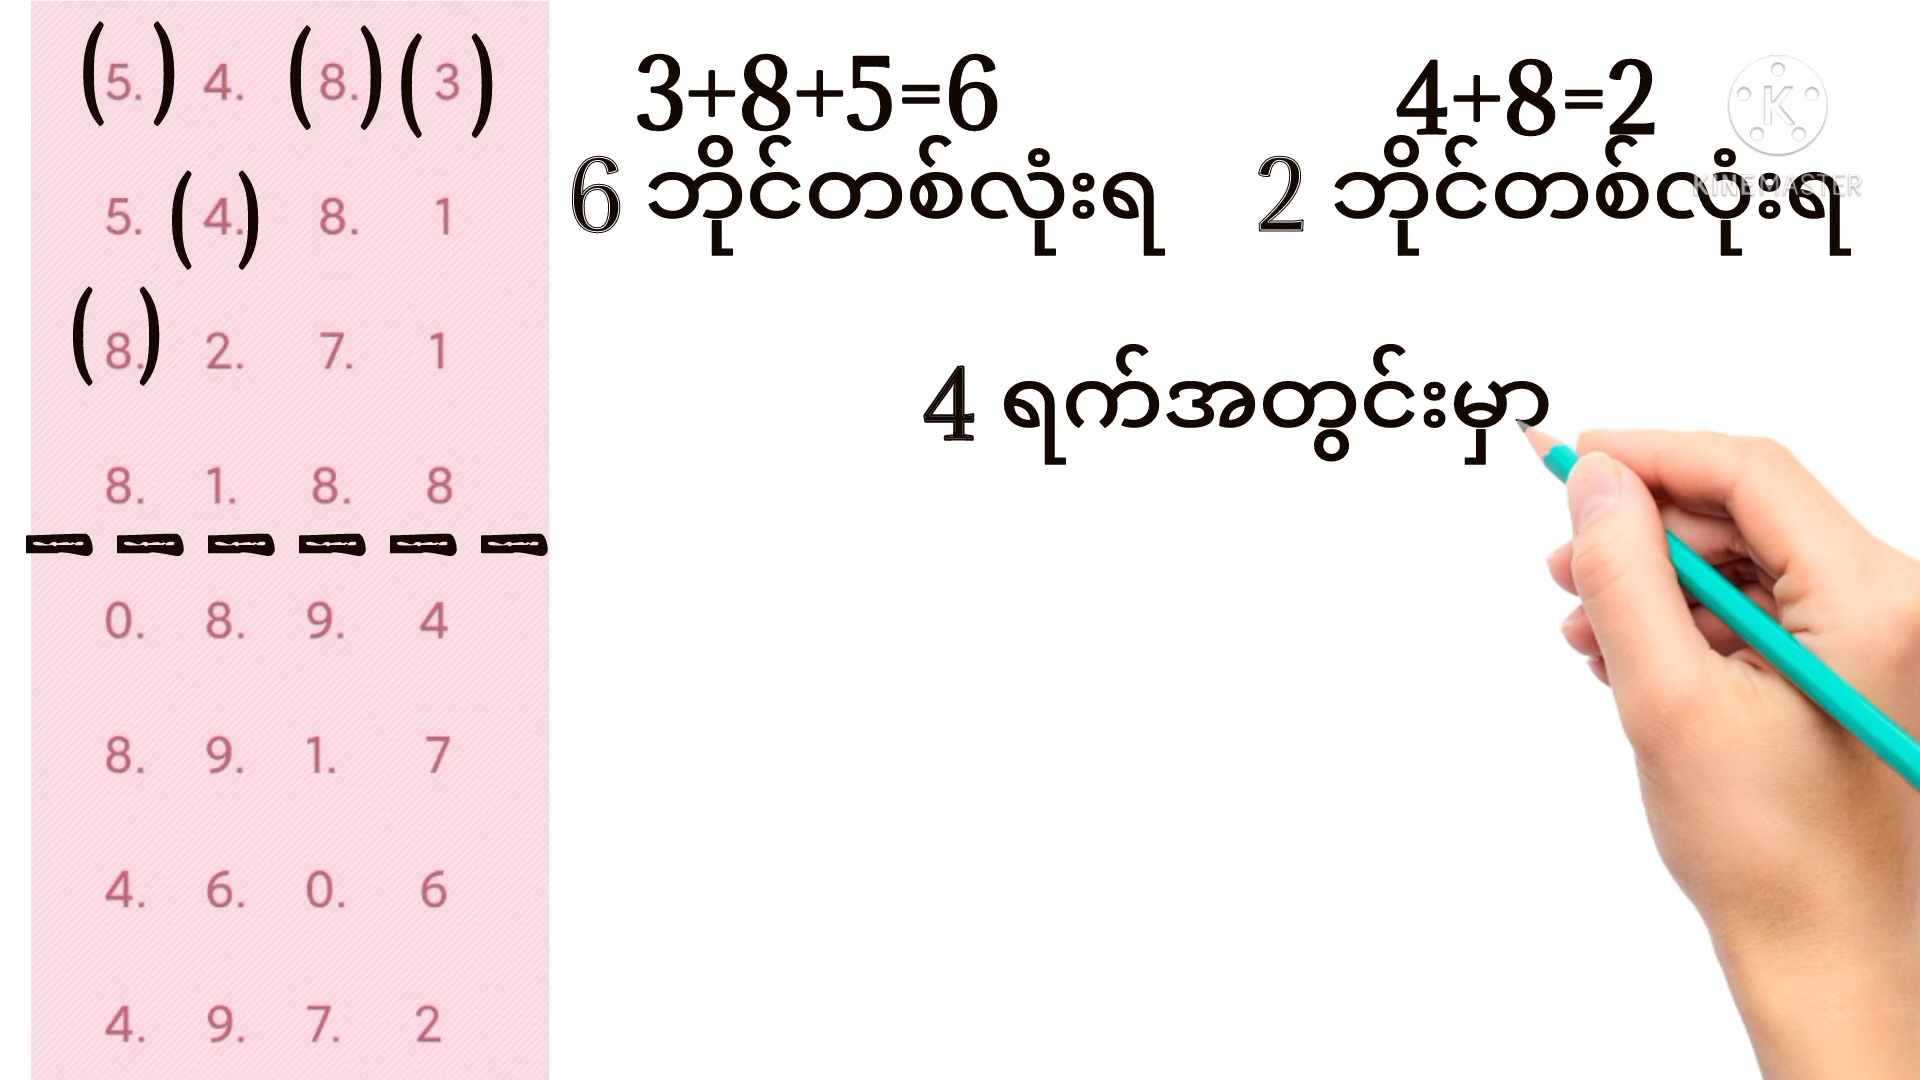 (5.) 4. (8.) (3)
5. (4.) 8. 1
(8.) 2. 7. 1
8. 1. 8. 8
0. 8. 9. 4
8. 9. 1. 7
4. 6. 0. 6
4. 9. 7. 2
3+8+5=6
6 ဘိုင်တစ်လုံးရ
4+8=2
2 ဘိုင်တစ်လုံးရ
4 ရက်အတွင်းမှာ
K
KINEMASTER